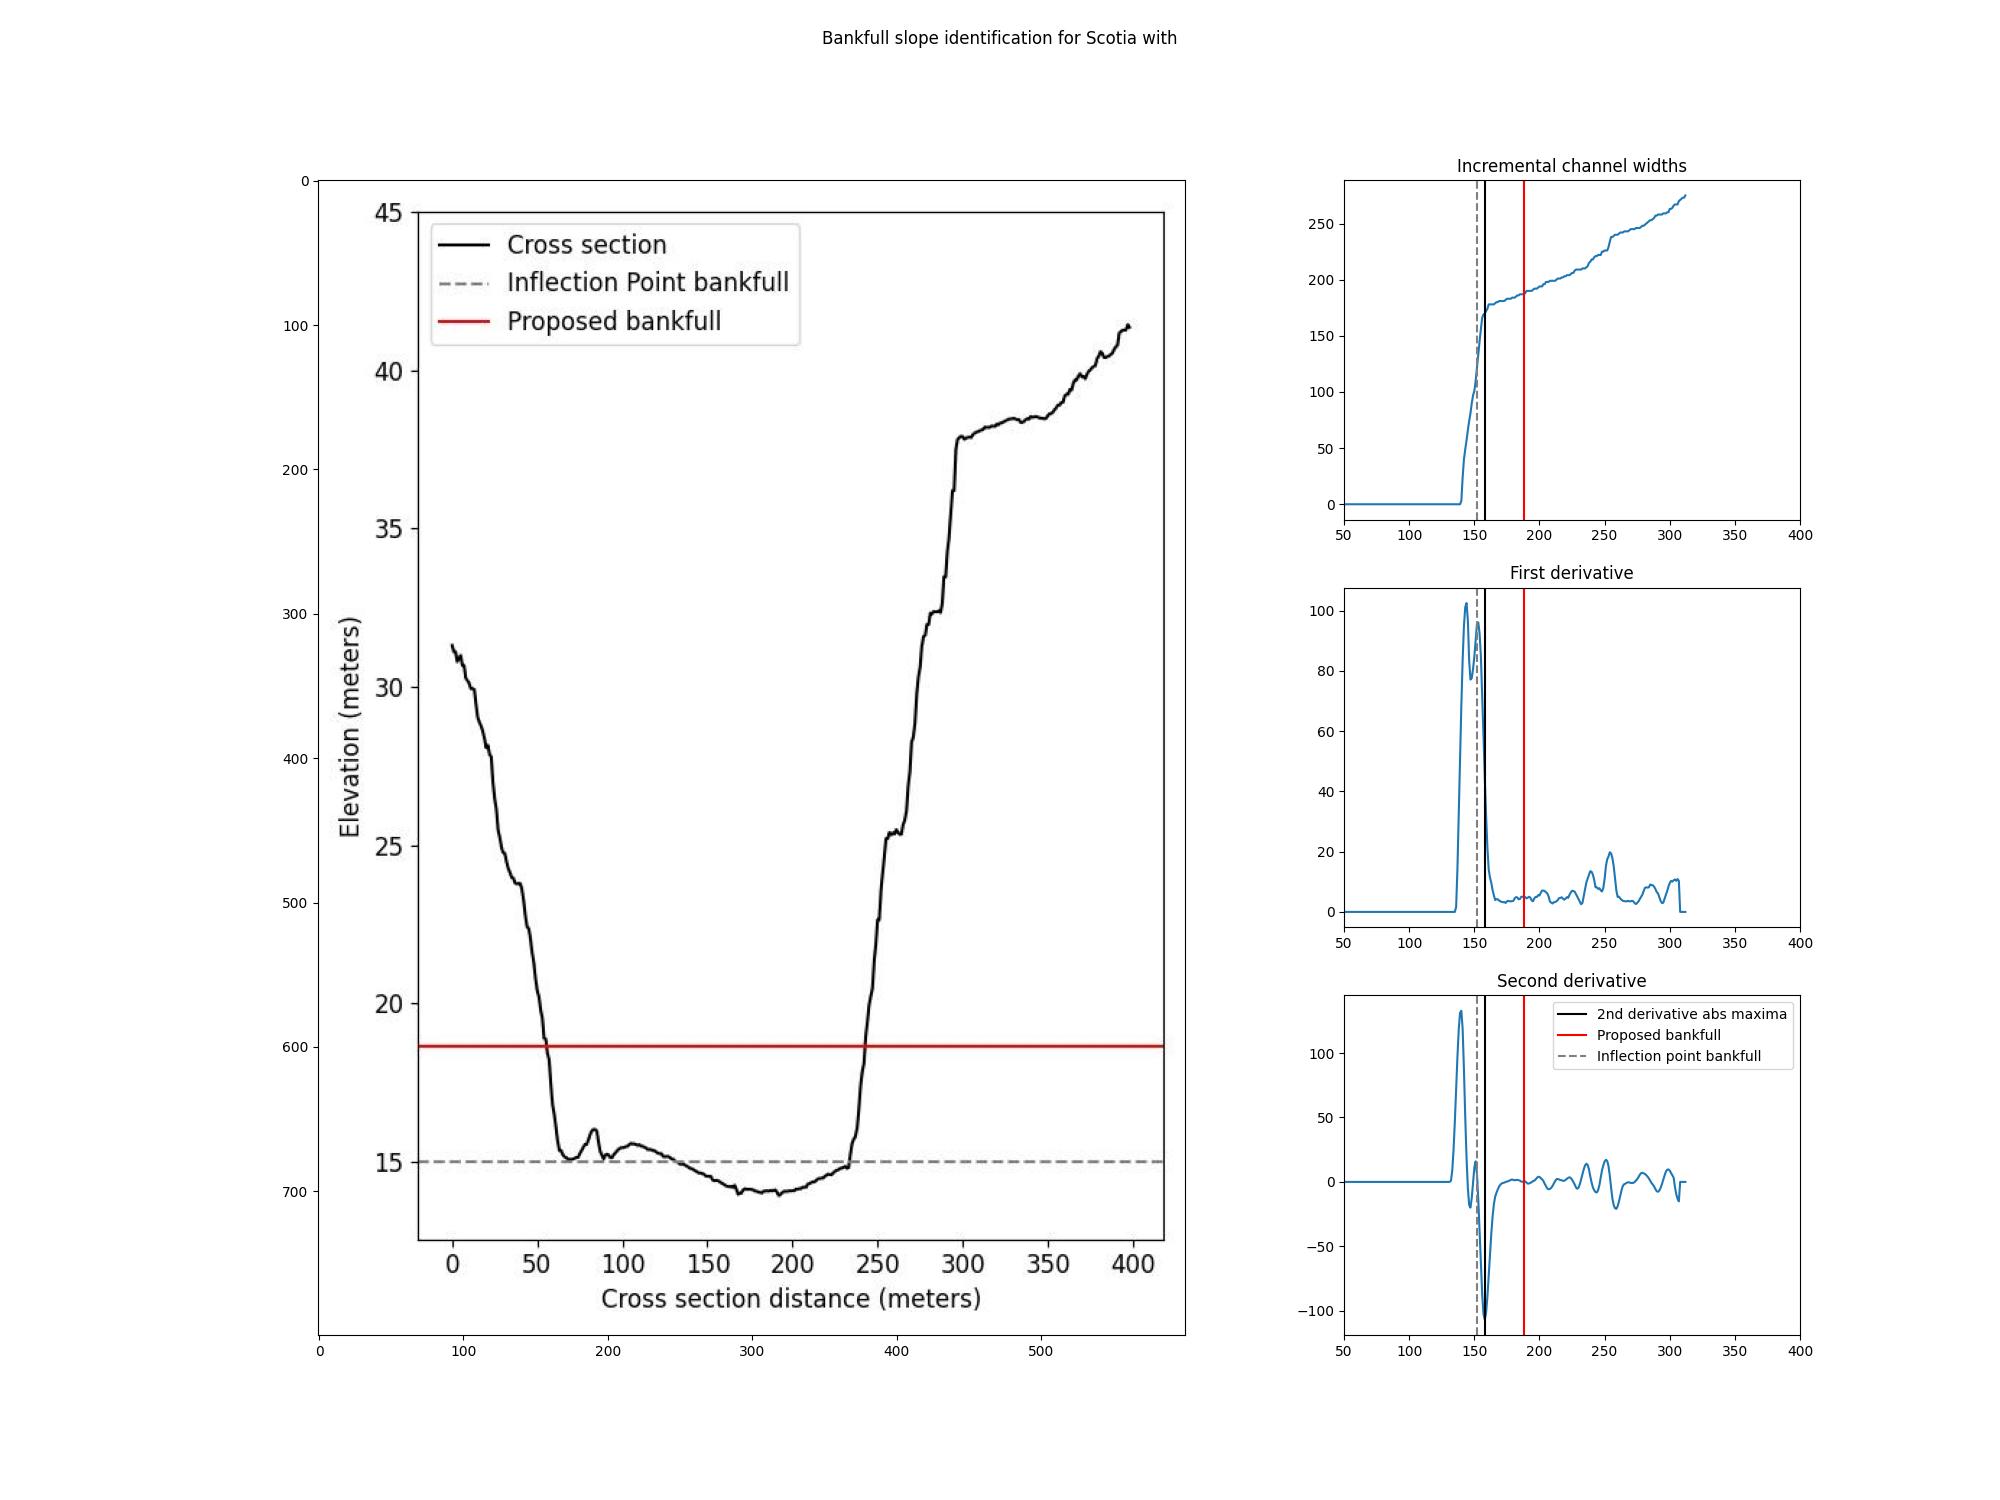 Bankfull slope identification for Scotia with
0
100
200
300
400
500
600
700
0
100
200
300
400
500
45
40
35
30
25
20
15
Elevation (meters)
Cross section
Inflection Point bankfull
Proposed bankfull
0 50 100 150 200 250 300 350 400
Cross section distance (meters)
Incremental channel widths
250
200
150
100
50
0
50 100 150 200 250 300 350 400
First derivative
100
80
60
40
20
0
50 100 150 200 250 300 350 400
Second derivative
2nd derivative abs maxima
Proposed bankfull
Inflection point bankfull
100
50
0
−50
−100
50 100 150 200 250 300 350 400